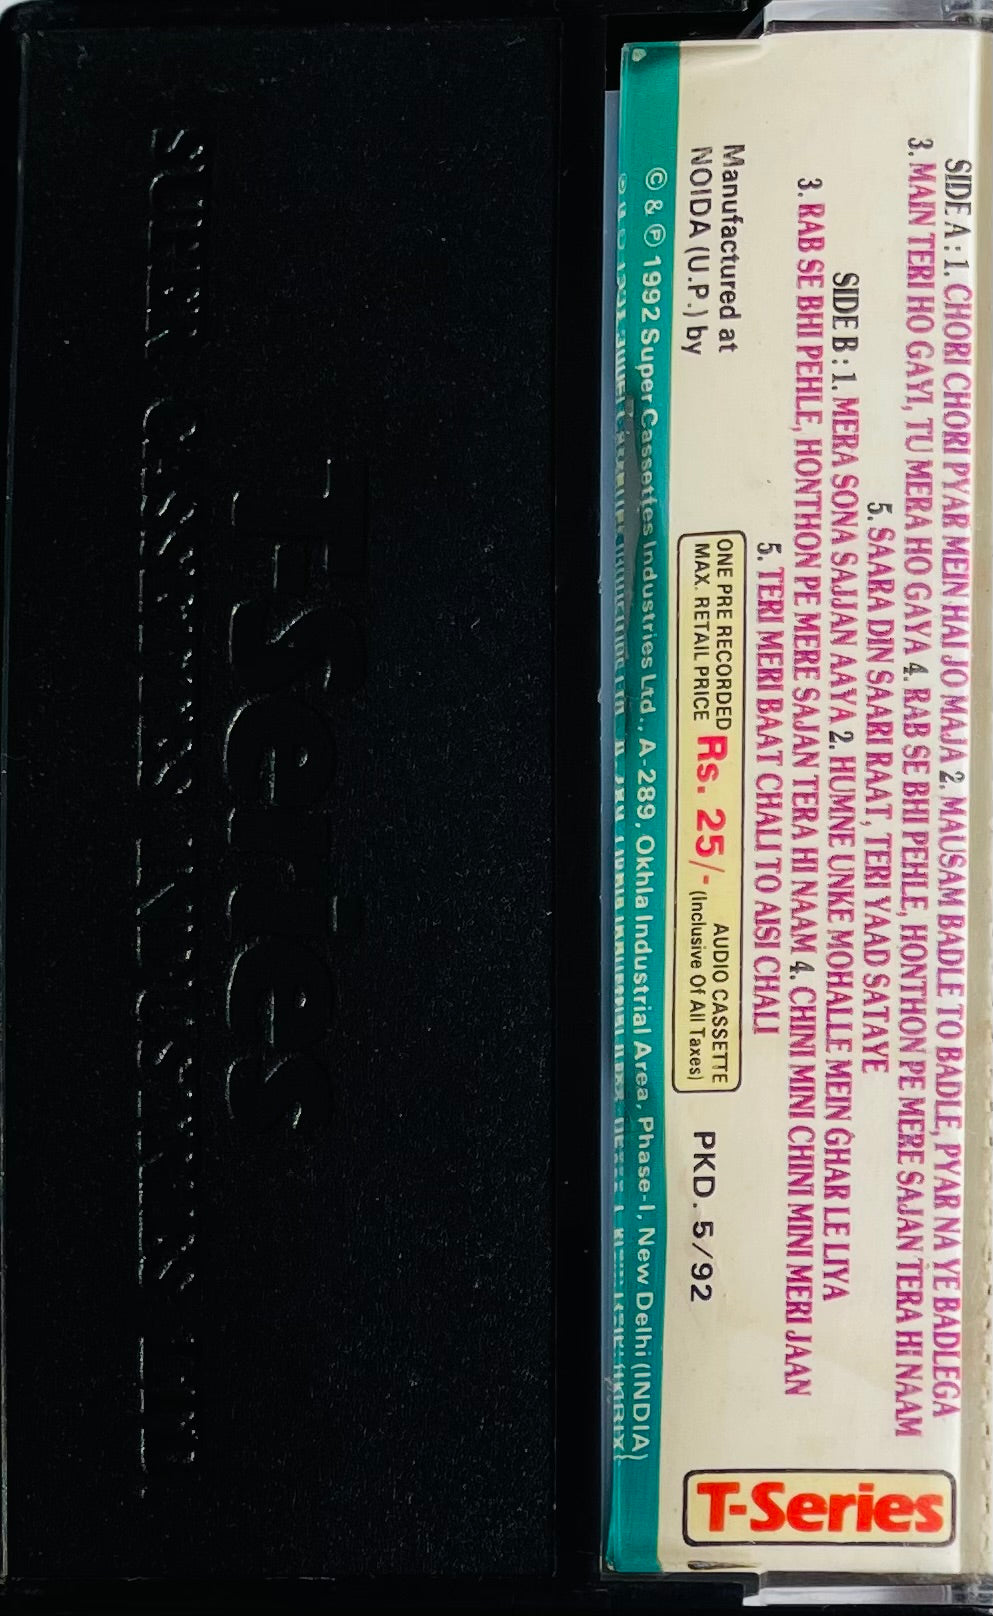 SIDE A : 1. CHORI CHORI PYAR MEIN HAI JO MAJA 2. MAUSAM BADLE TO BADLE, PYAR NA YE BADLEGA
3. MAIN TERI HO GAYI, TU MERA HO GAYA 4. RAB SE BHI PEHLE, HONTHON PE MERE SAJAN TERA HI NAAM
5. SAARA DIN SAARI RAAT, TERI YAAD SATAYE
SIDE B : 1. MERA SONA SAJJAN AAYA 2. HUMNE UNKE MOHALLE MEIN GHAR LE LIYA
3. RAB SE BHI PEHLE, HONTHON PE MERE SAJAN TERA HI NAAM 4. CHINI MINI CHINI MINI MERI JAAN
5. TERI MERI BAAT CHALI TO AISI CHALI
Manufactured at
NOIDA (U.P.) by
ONE PRE RECORDED
MAX. RETAIL PRICE
Rs. 25/-
AUDIO CASSETTE
(Inclusive Of All Taxes)
PKD. 5/92
© & ℗ 1992 Super Cassettes Industries Ltd., A-289, Okhla Industrial Area, Phase-I, New Delhi (INDIA)
T-Series
T-Series
SUPER CASSETTES INDUSTRIES LTD.